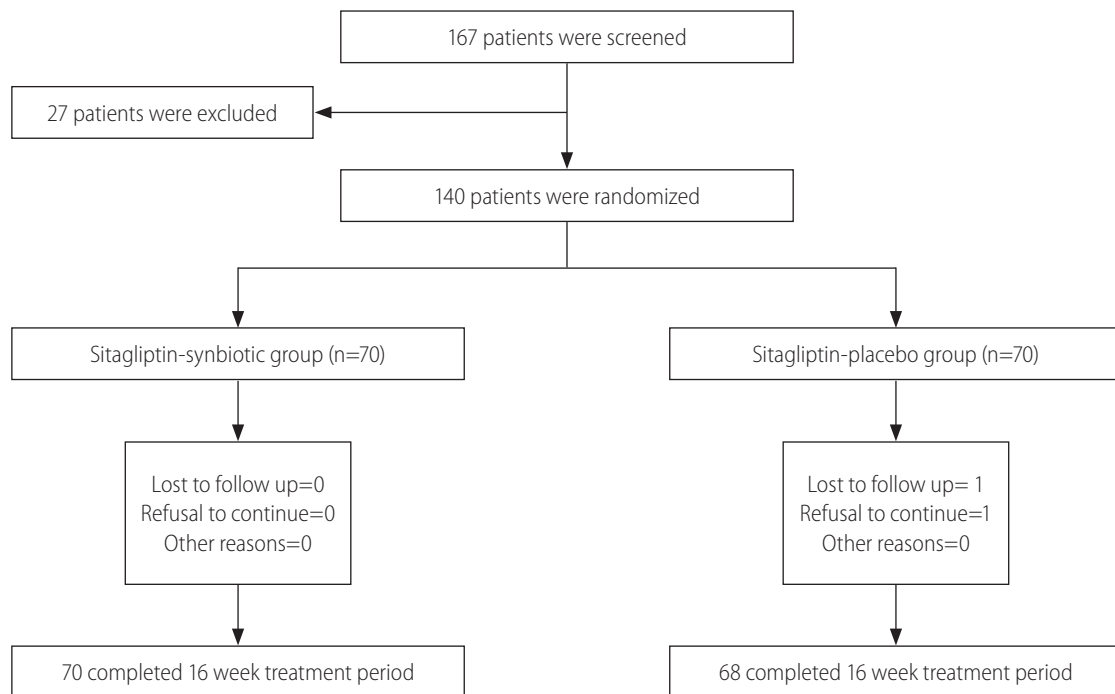 167 patients were screened
27 patients were excluded
140 patients were randomized
Sitagliptin-synbiotic group (n=70)
Sitagliptin-placebo group (n=70)
Lost to follow up=0
Refusal to continue=0
Other reasons=0
Lost to follow up= 1
Refusal to continue=1
Other reasons=0
70 completed 16 week treatment period
68 completed 16 week treatment period